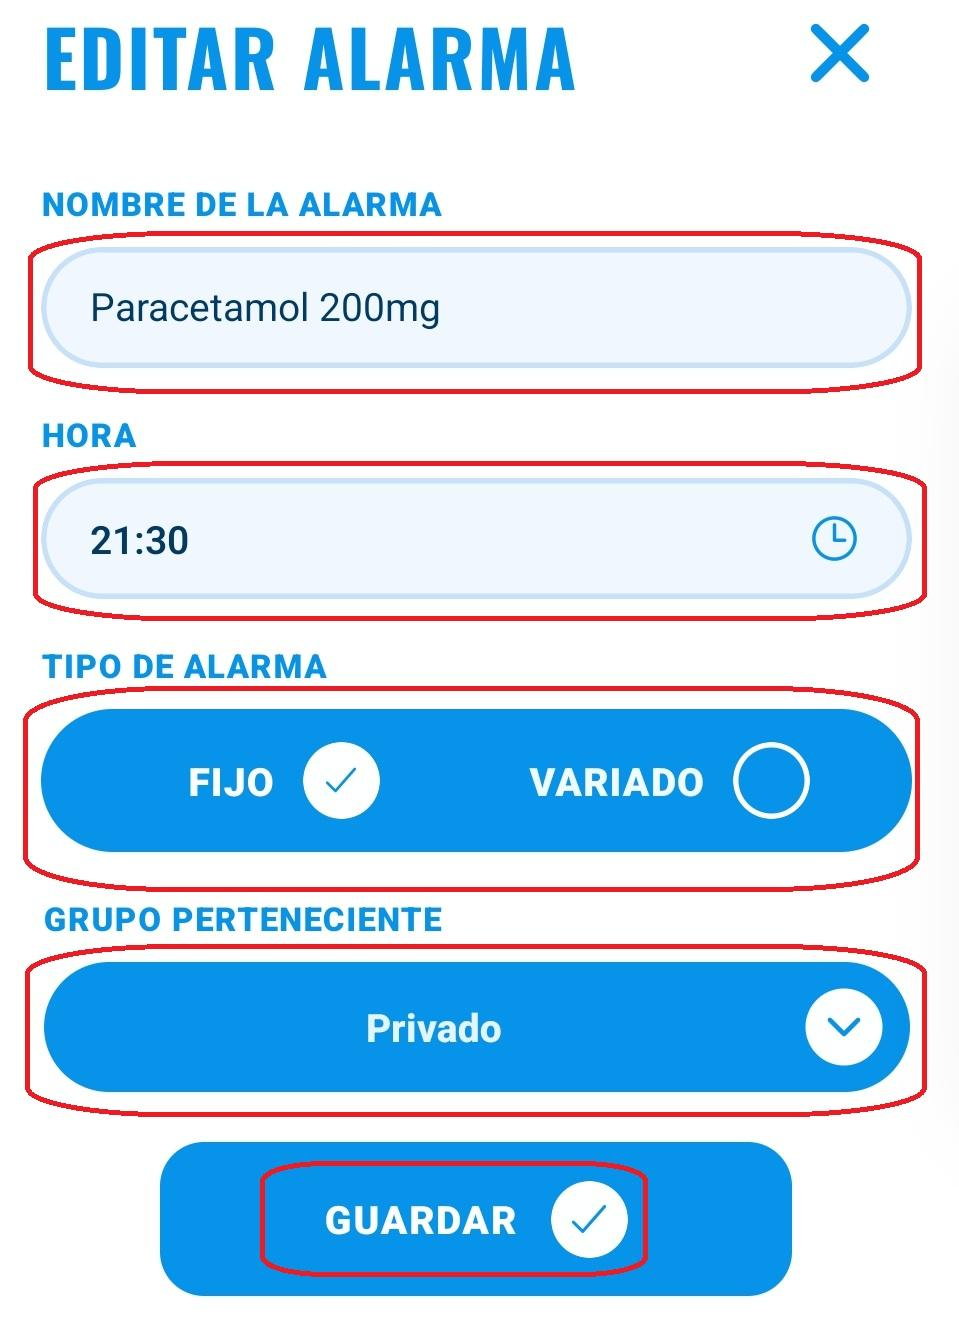 EDITAR ALARMA
NOMBRE DE LA ALARMA
Paracetamol 200mg
HORA
21:30
TIPO DE ALARMA
FIJO VARIADO
GRUPO PERTENECIENTE
Privado
GUARDAR